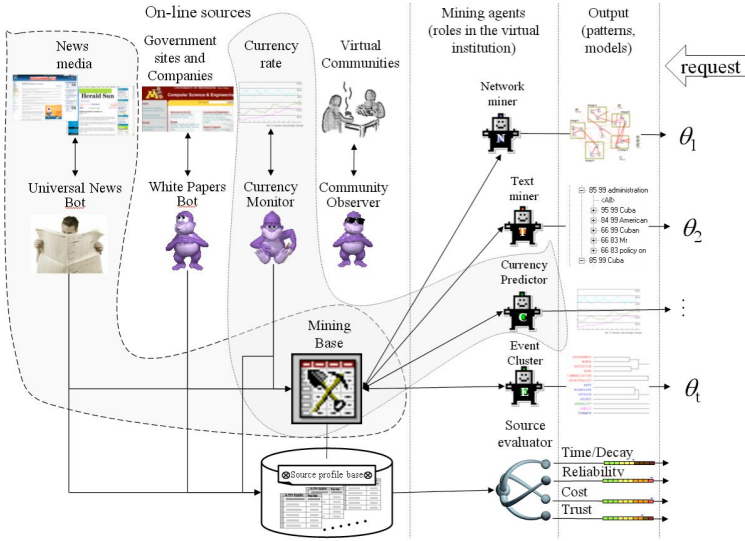 On-line sources
Mining agents
(roles in the virtual
institution)
Output
(patterns,
models)
request
News
media
Government
sites and
Companies
Currency
rate
Virtual
Communities
Herald Sun
Computer Science & Engineering
Network
miner
N
θ1
Universal News
Bot
White Papers
Bot
Currency
Monitor
Community
Observer
Text
miner
T
85 99 administration
<All>
95 99 Cuba
84 99 American
66 99 Cuban
66 83 Mr
66 83 policy on
85 99 Cuba
θ2
Currency
Predictor
C
⋮
Mining
Base
Event
Cluster
E
θt
Source
evaluator
Source profile base
Time/Decay
Reliability
Cost
Trust